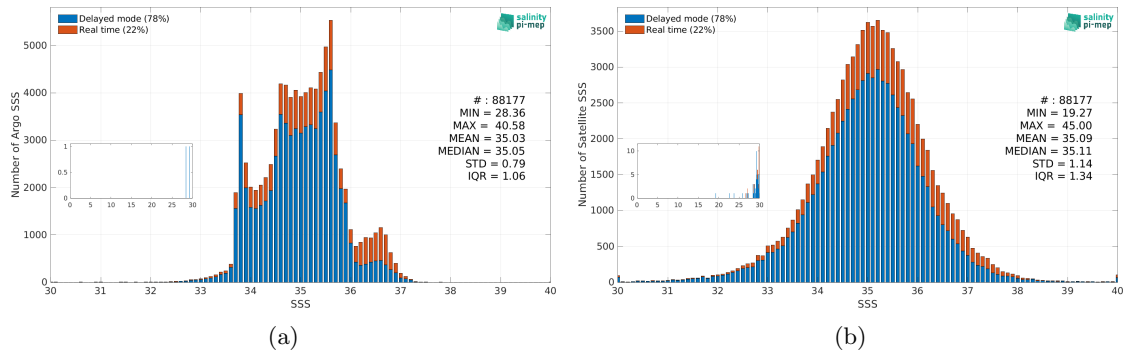 Delayed mode (78%)
Real time (22%)
salinity
pi-mep
Number of Argo SSS
5000
4000
3000
2000
1000
0
# : 88177
MIN = 28.36
MAX = 40.58
MEAN = 35.03
MEDIAN = 35.05
STD = 0.79
IQR = 1.06
1
0.5
0
0 5 10 15 20 25 30
30 31 32 33 34 35 36 37 38 39 40
SSS
(a)
Delayed mode (78%)
Real time (22%)
salinity
pi-mep
Number of Satellite SSS
3500
3000
2500
2000
1500
1000
500
0
# : 88177
MIN = 19.27
MAX = 45.00
MEAN = 35.09
MEDIAN = 35.11
STD = 1.14
IQR = 1.34
10
5
0
0 5 10 15 20 25 30
30 31 32 33 34 35 36 37 38 39 40
SSS
(b)